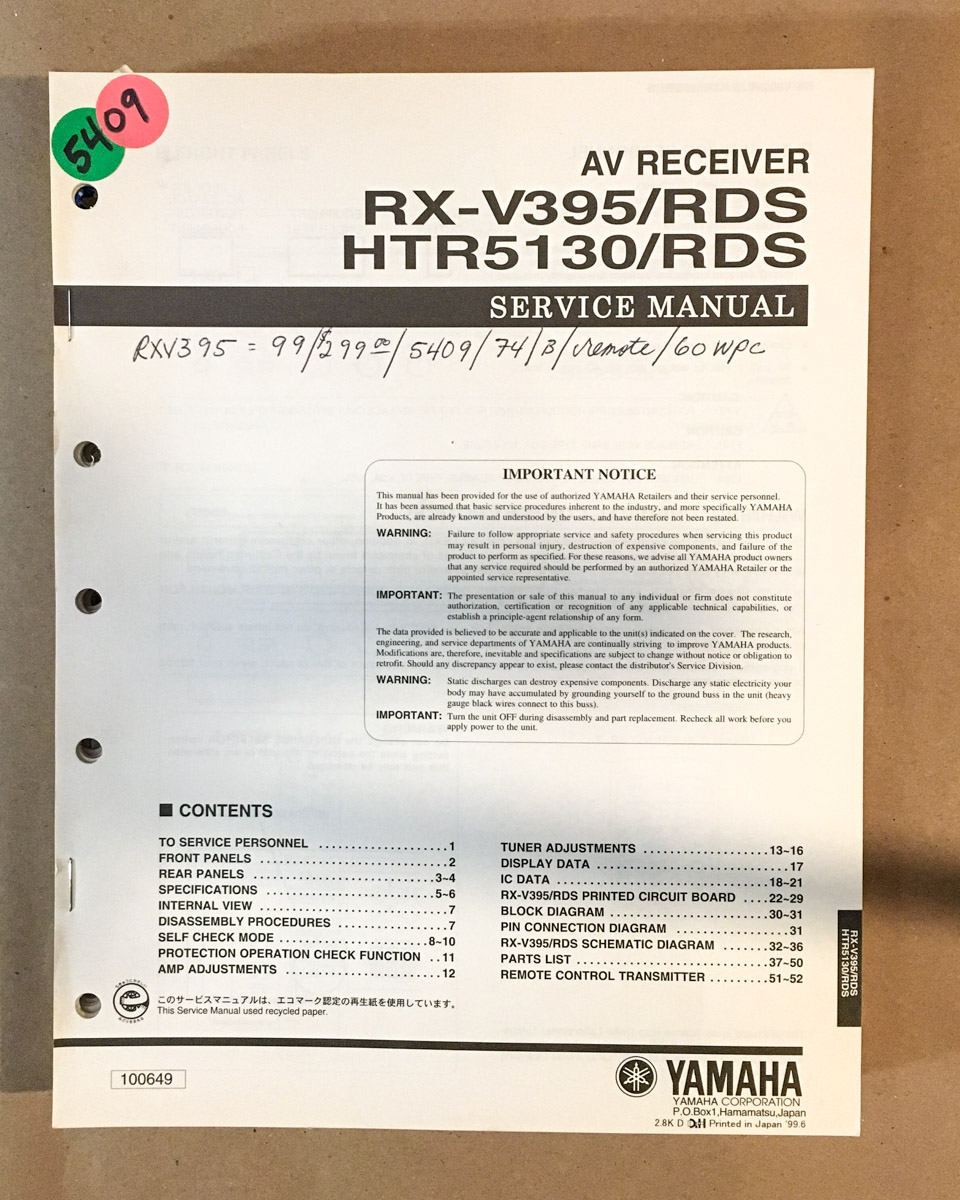 5409
AV RECEIVER
RX-V395/RDS
HTR5130/RDS
SERVICE MANUAL
RXV395 = 99/$299.00/5409/74/B/remote/60 WPC
IMPORTANT NOTICE
This manual has been provided for the use of authorized YAMAHA Retailers and their service personnel.
It has been assumed that basic service procedures inherent to the industry, and more specifically YAMAHA
Products, are already known and understood by the users, and have therefore not been restated.
WARNING: Failure to follow appropriate service and safety procedures when servicing this product
may result in personal injury, destruction of expensive components, and failure of the
product to perform as specified. For these reasons, we advise all YAMAHA product owners
that any service required should be performed by an authorized YAMAHA Retailer or the
appointed service representative.
IMPORTANT: The presentation or sale of this manual to any individual or firm does not constitute
authorization, certification or recognition of any applicable technical capabilities, or
establish a principle-agent relationship of any form.
The data provided is believed to be accurate and applicable to the unit(s) indicated on the cover. The research,
engineering, and service departments of YAMAHA are continually striving to improve YAMAHA products.
Modifications are, therefore, inevitable and specifications are subject to change without notice or obligation to
retrofit. Should any discrepancy appear to exist, please contact the distributor's Service Division.
WARNING: Static discharges can destroy expensive components. Discharge any static electricity your
body may have accumulated by grounding yourself to the ground buss in the unit (heavy
gauge black wires connect to this buss).
IMPORTANT: Turn the unit OFF during disassembly and part replacement. Recheck all work before you
apply power to the unit.
■ CONTENTS
TO SERVICE PERSONNEL ...................1
FRONT PANELS ............................2
REAR PANELS ...........................3~4
SPECIFICATIONS .........................5~6
INTERNAL VIEW .............................7
DISASSEMBLY PROCEDURES ................7
SELF CHECK MODE ......................8~10
PROTECTION OPERATION CHECK FUNCTION ..11
AMP ADJUSTMENTS .......................12
TUNER ADJUSTMENTS ..................13~16
DISPLAY DATA ............................17
IC DATA ...............................18~21
RX-V395/RDS PRINTED CIRCUIT BOARD ....22~29
BLOCK DIAGRAM .......................30~31
PIN CONNECTION DIAGRAM ..................31
RX-V395/RDS SCHEMATIC DIAGRAM .......32~36
PARTS LIST ............................37~50
REMOTE CONTROL TRANSMITTER .........51~52
RX-V395/RDS
HTR5130/RDS
このサービスマニュアルは、エコマーク認定の再生紙を使用しています。
This Service Manual used recycled paper.
100649
YAMAHA
YAMAHA CORPORATION
P.O.Box1,Hamamatsu,Japan
2.8K D Printed in Japan '99.6